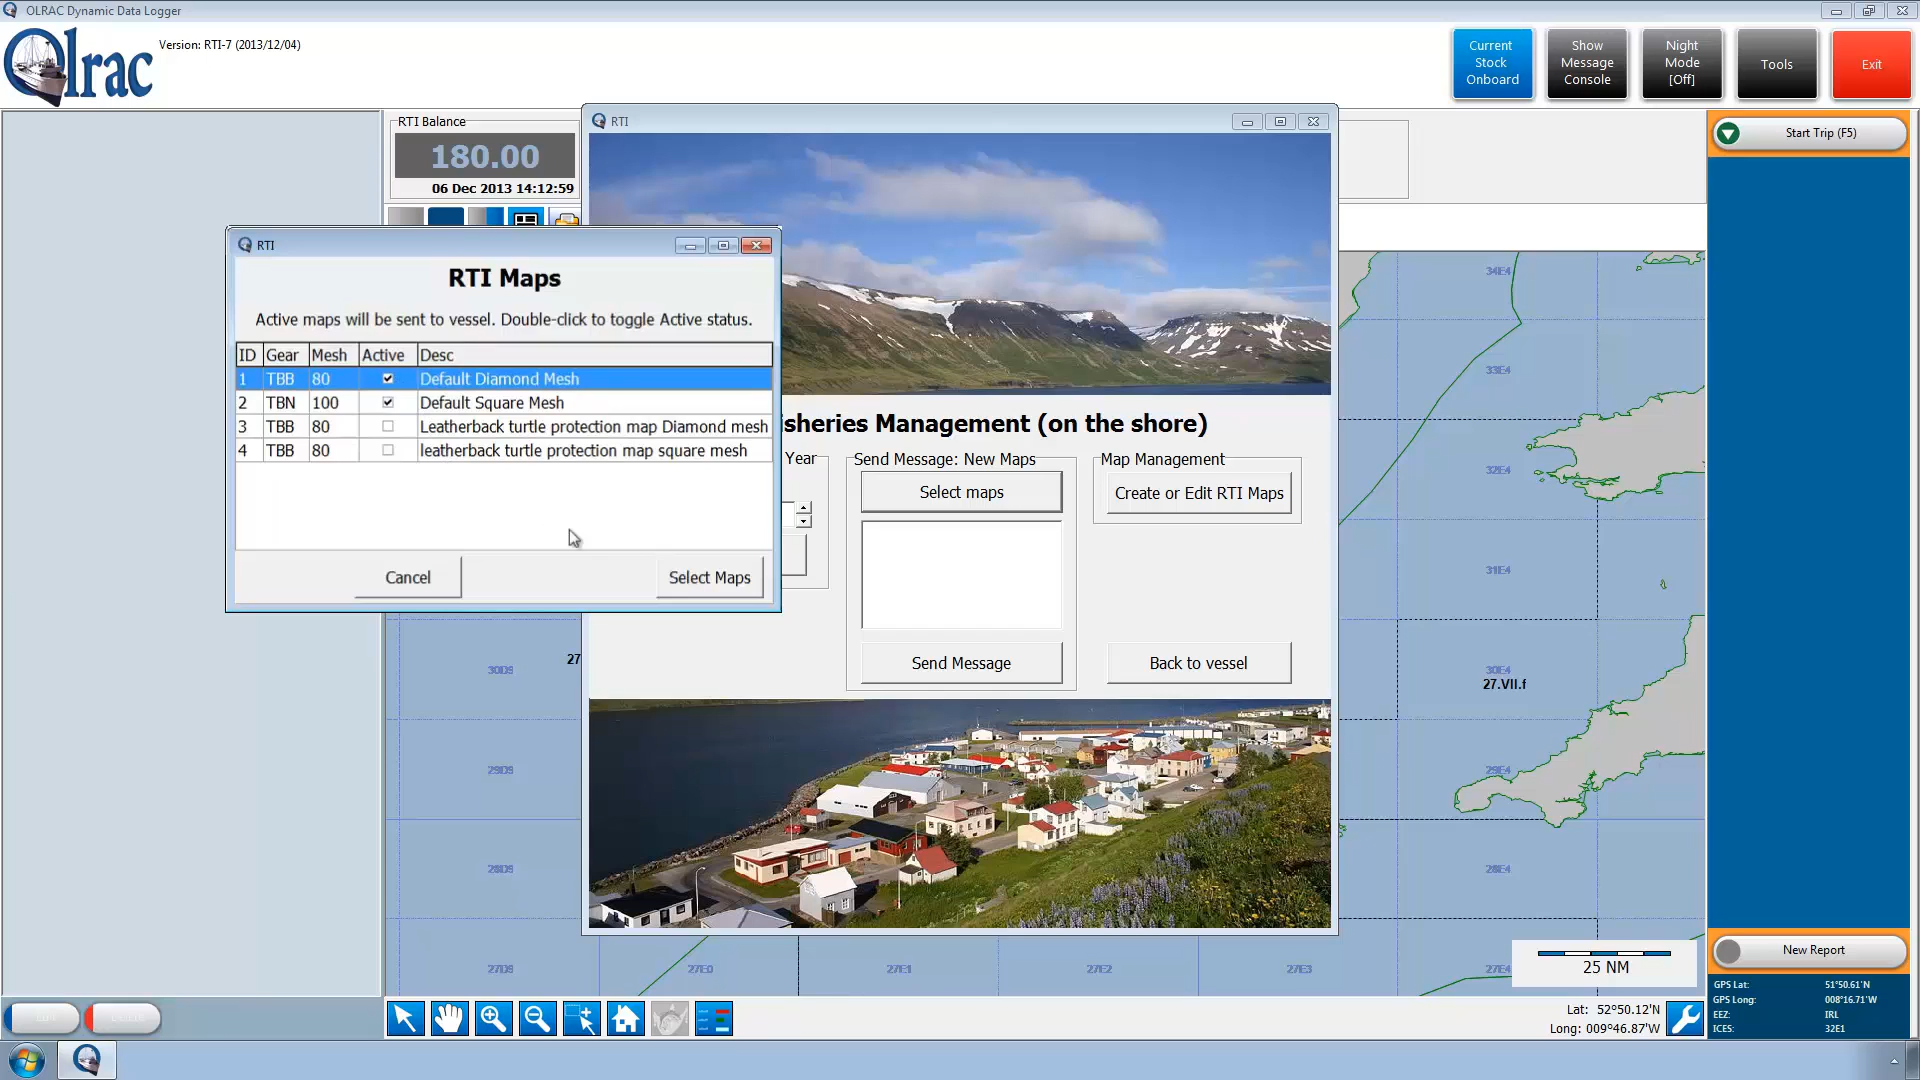 OLRAC Dynamic Data Logger
Olrac
Version: RTI-7 (2013/12/04)
Current Stock Onboard
Show Message Console
Night Mode [Off]
Tools
Exit
RTI Balance
180.00
06 Dec 2013 14:12:59
RTI
Start Trip (F5)
RTI
RTI Maps
Active maps will be sent to vessel. Double-click to toggle Active status.
ID Gear Mesh Active Desc
1 TBB 80 Default Diamond Mesh
2 TBN 100 Default Square Mesh
3 TBB 80 Leatherback turtle protection map Diamond mesh
4 TBB 80 leatherback turtle protection map square mesh
Cancel
Select Maps
sheries Management (on the shore)
Year
Send Message: New Maps
Select maps
Send Message
Map Management
Create or Edit RTI Maps
Back to vessel
34E4
33E4
32E4
31E4
30E4
27.VII.f
29E4
28E4
27
30D9
29D9
28D9
27D9
27E0
27E1
27E2
27E3
27E4
25 NM
New Report
GPS Lat: 51°50.61'N
GPS Long: 008°16.71'W
EEZ: IRL
ICES: 32E1
Lat: 52°50.12'N
Long: 009°46.87'W